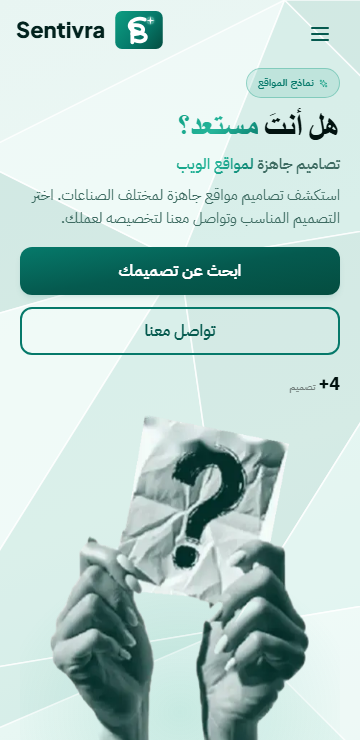 Sentivra
نماذج المواقع
هل أنتَ مستعد؟
تصاميم جاهزة لمواقع الويب
استكشف تصاميم مواقع جاهزة لمختلف الصناعات. اختر
التصميم المناسب وتواصل معنا لتخصيصه لعملك.
ابحث عن تصميمك
تواصل معنا
4+ تصميم
?